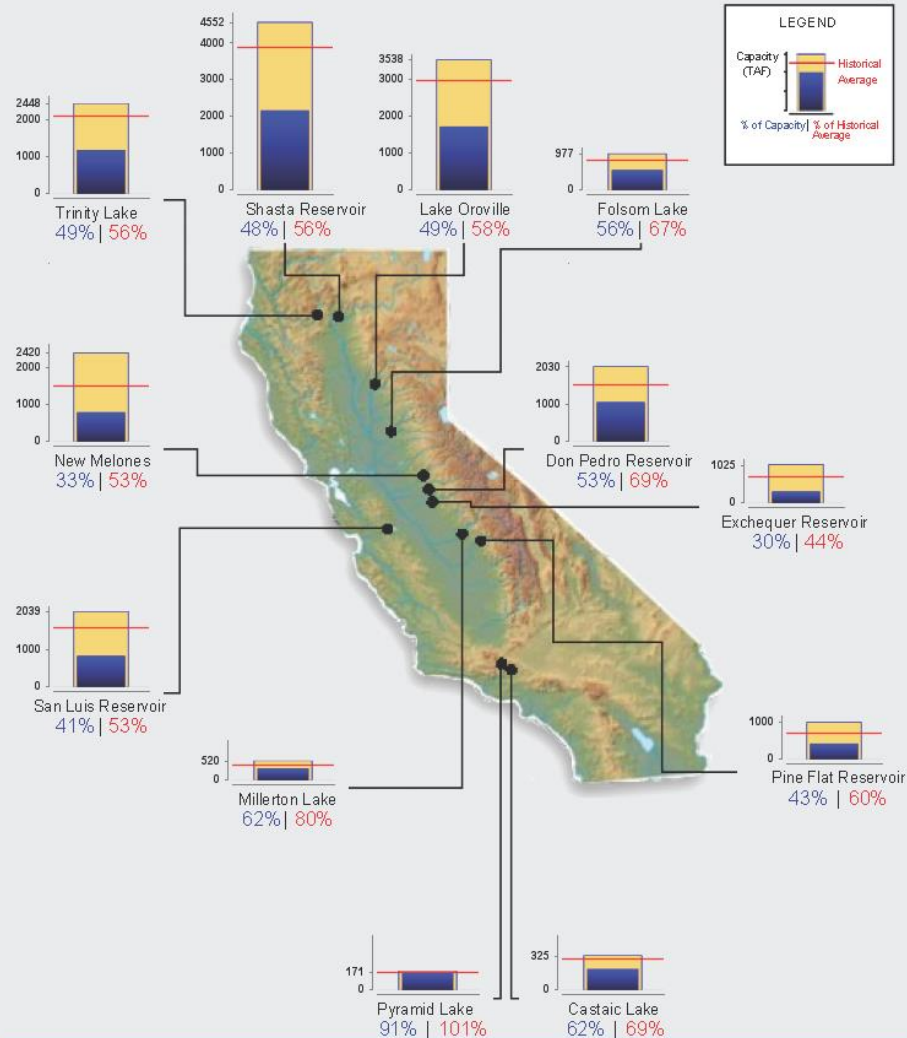 LEGEND
Capacity
(TAF)
Historical
Average
% of Capacity | % of Historical
Average
4552
4000
3000
2000
1000
0
Shasta Reservoir
48% | 56%
3538
3000
2000
1000
0
Lake Oroville
49% | 58%
2448
2000
1000
0
Trinity Lake
49% | 56%
977
0
Folsom Lake
56% | 67%
2420
2000
1000
0
New Melones
33% | 53%
2030
1000
0
Don Pedro Reservoir
53% | 69%
1025
0
Exchequer Reservoir
30% | 44%
2039
1000
0
San Luis Reservoir
41% | 53%
520
0
Millerton Lake
62% | 80%
1000
0
Pine Flat Reservoir
43% | 60%
171
0
Pyramid Lake
91% | 101%
325
0
Castaic Lake
62% | 69%